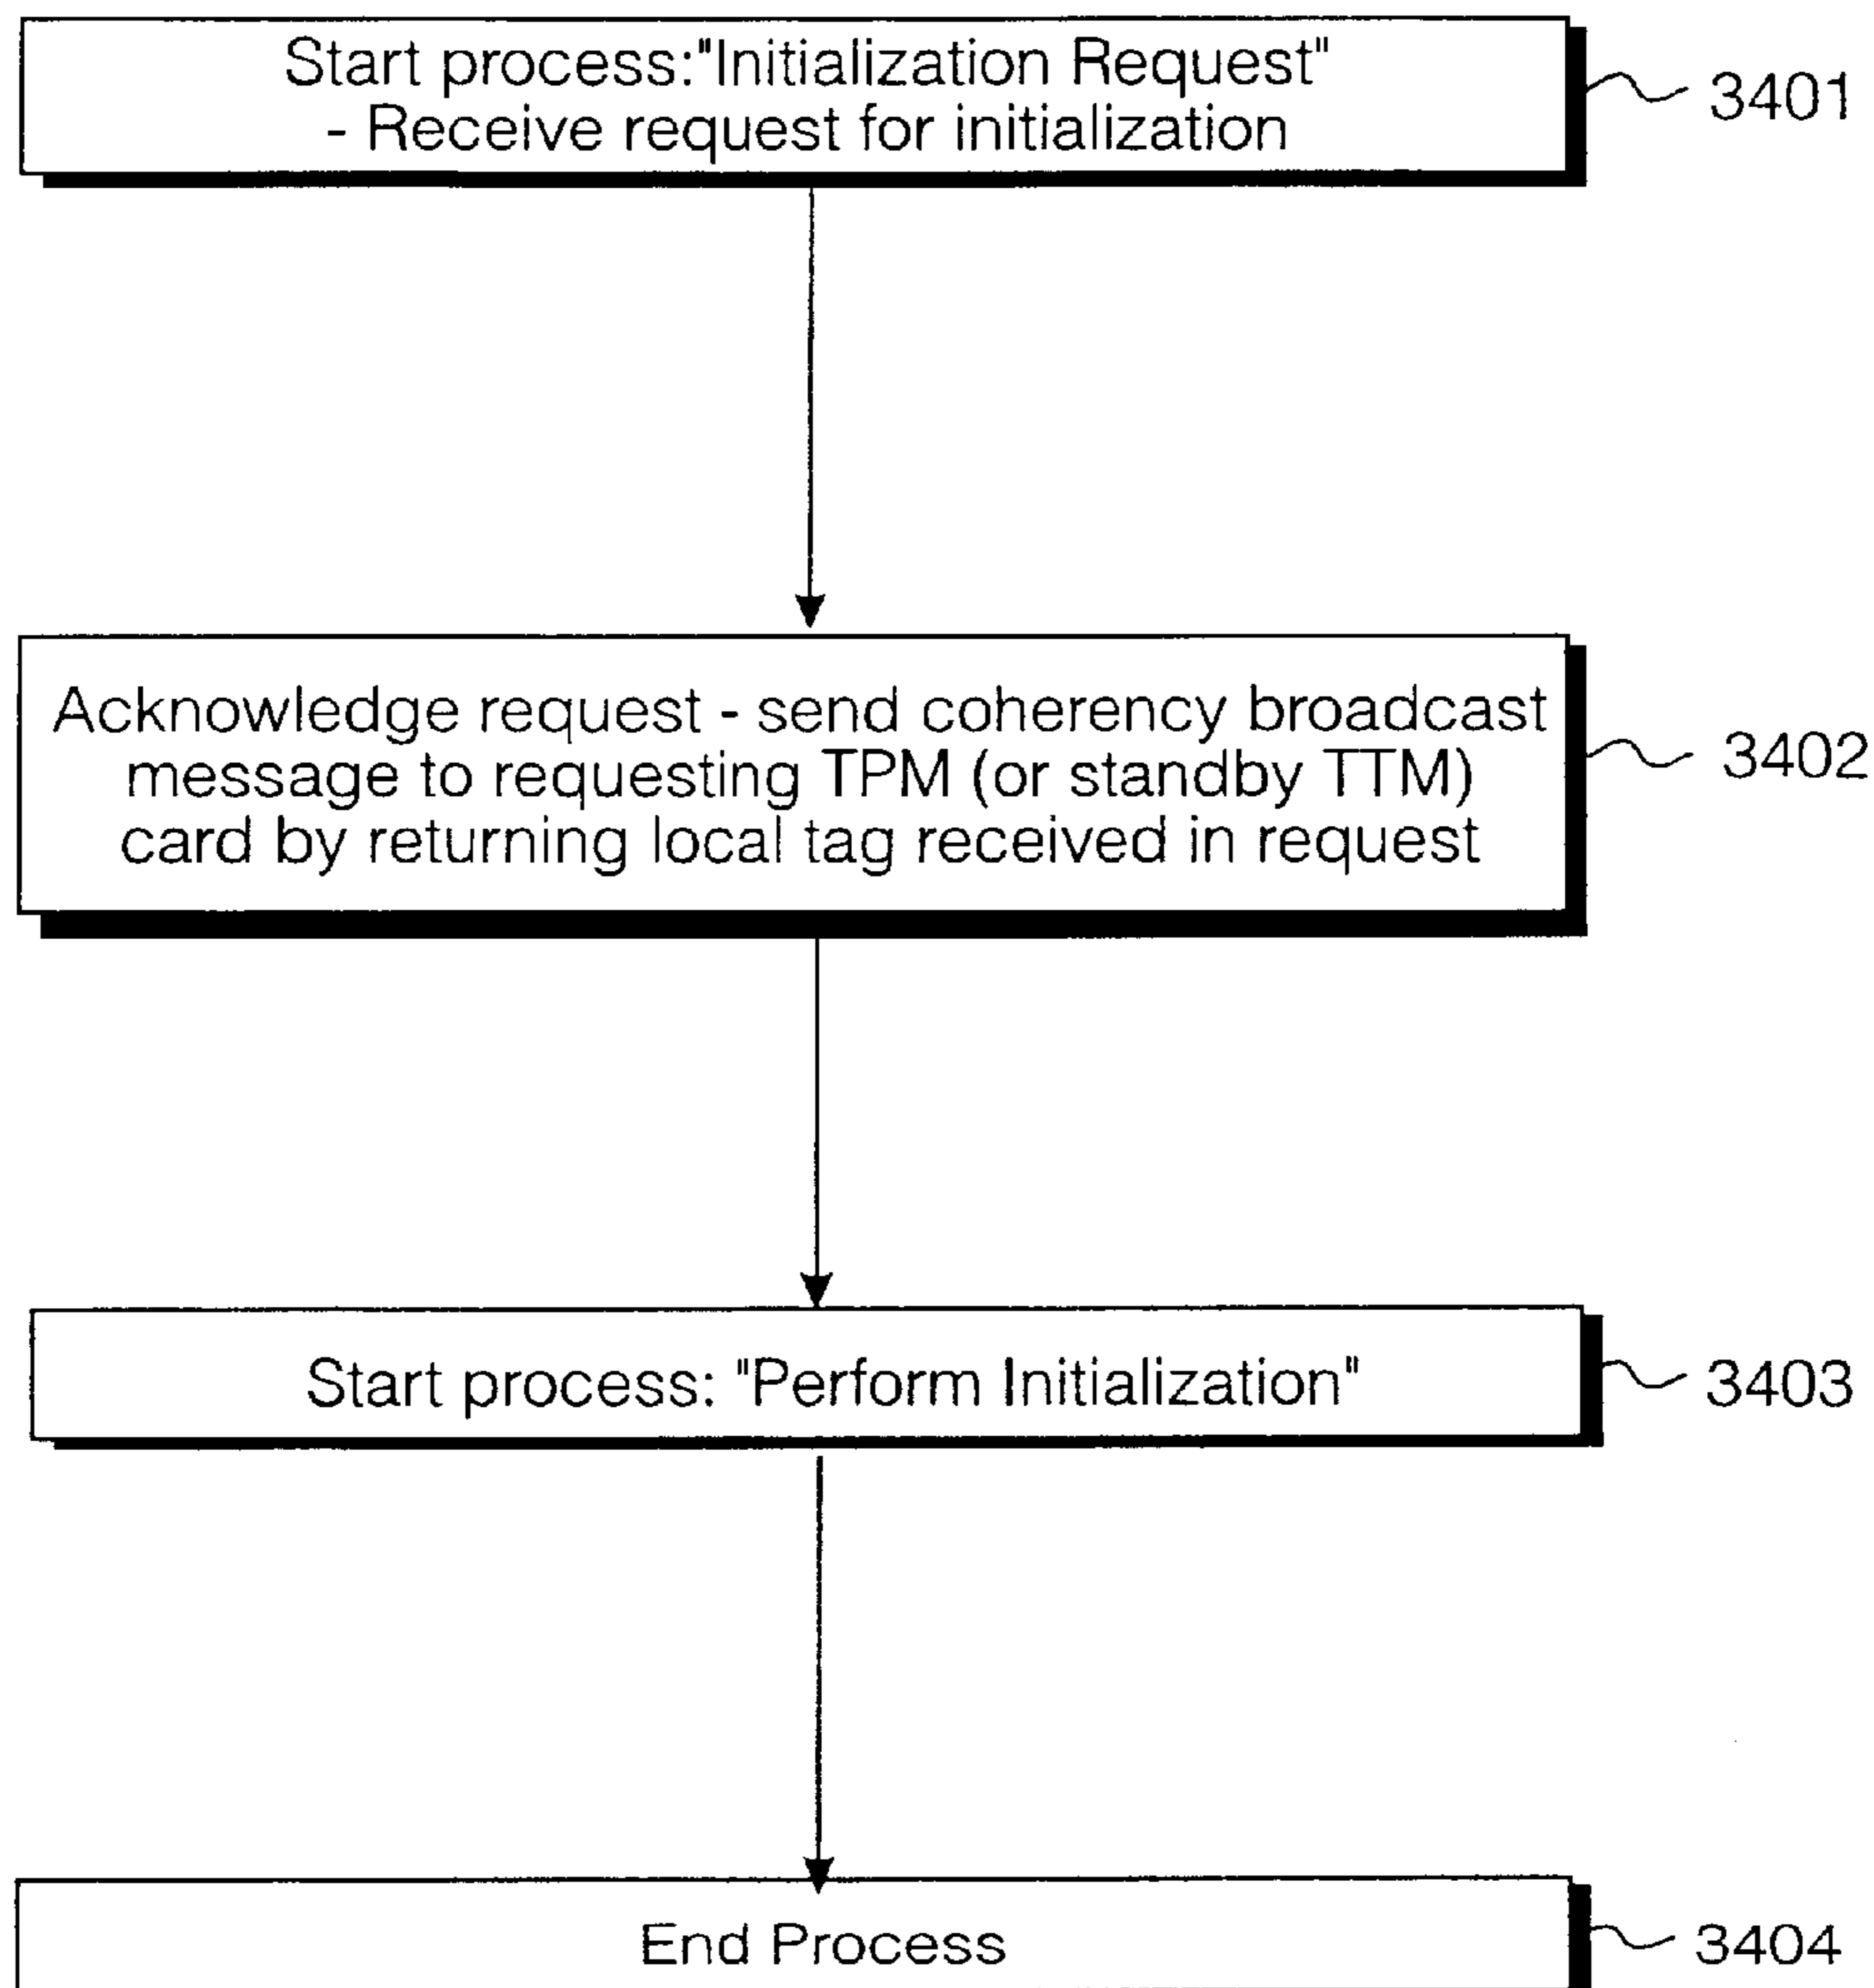 Start process:"Initialization Request"
- Receive request for initialization
3401
Acknowledge request - send coherency broadcast
message to requesting TPM (or standby TTM)
card by returning local tag received in request
3402
Start process: "Perform Initialization"
3403
End Process
3404